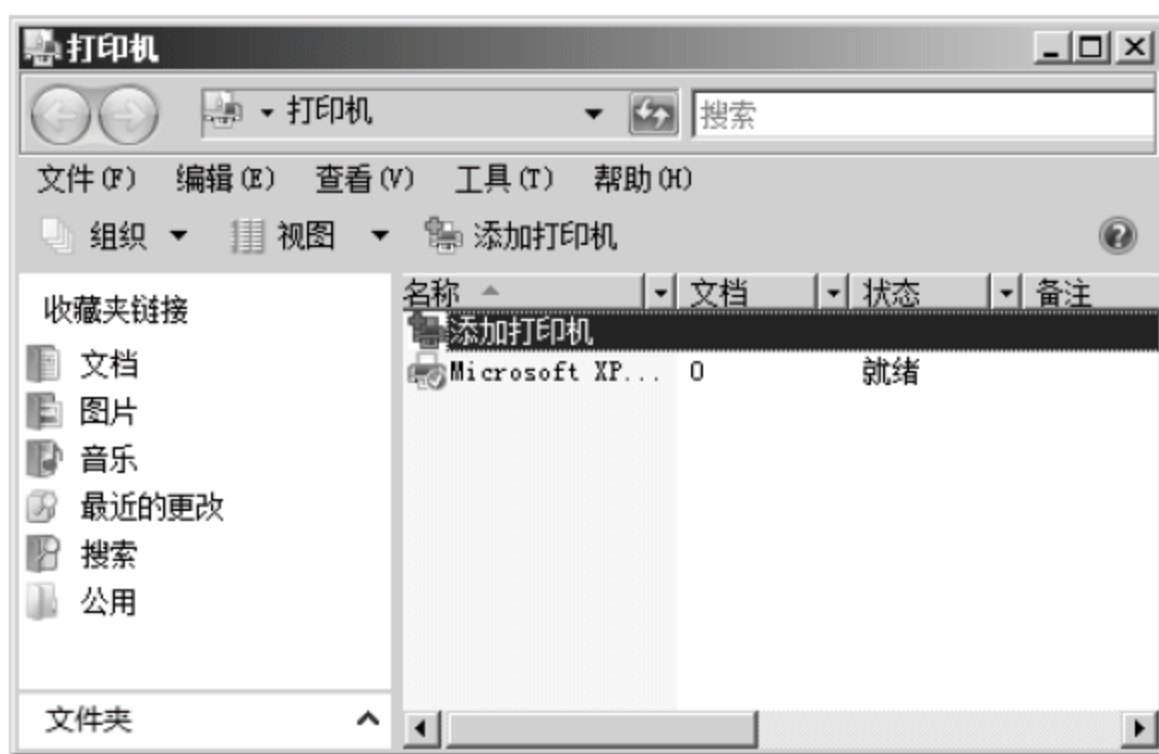 打印机
打印机 搜索
文件(F) 编辑(E) 查看(V) 工具(T) 帮助(H)
组织 视图 添加打印机
收藏夹链接
文档
图片
音乐
最近的更改
搜索
公用
文件夹
名称 文档 状态 备注
添加打印机
Microsoft XP... 0 就绪